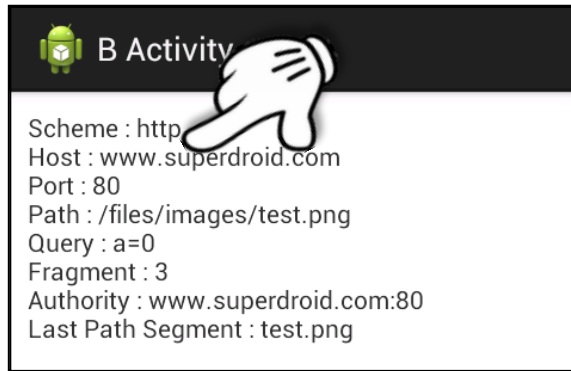 B Activity
Scheme : http
Host : www.superdroid.com
Port : 80
Path : /files/images/test.png
Query : a=0
Fragment : 3
Authority : www.superdroid.com:80
Last Path Segment : test.png